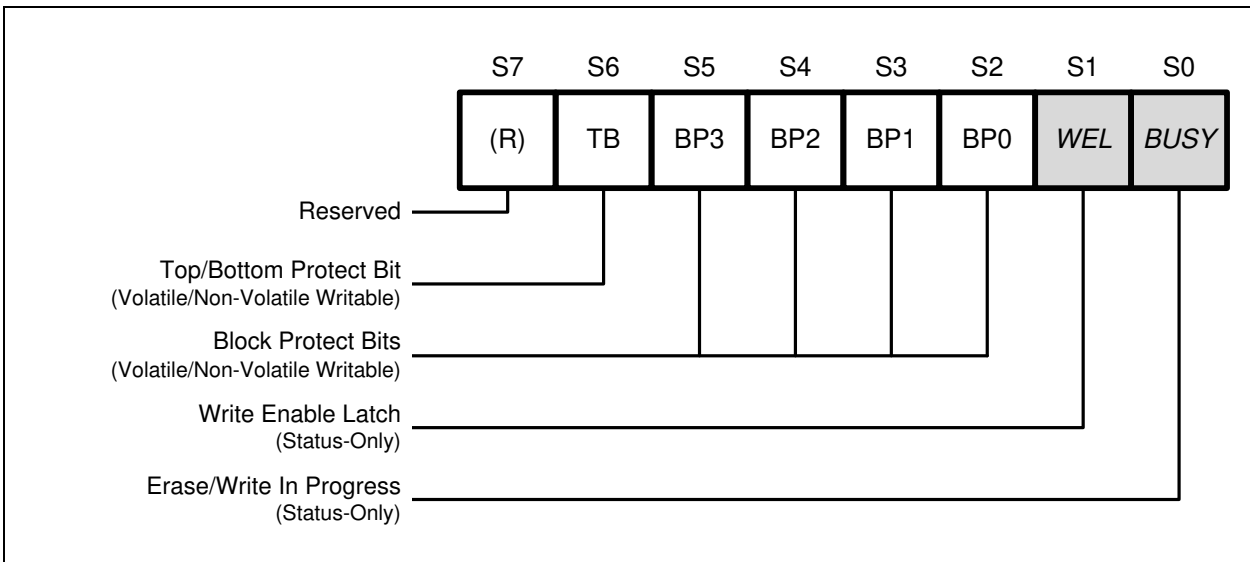 S7 S6 S5 S4 S3 S2 S1 S0
(R) TB BP3 BP2 BP1 BP0 WEL BUSY
Reserved
Top/Bottom Protect Bit
(Volatile/Non-Volatile Writable)
Block Protect Bits
(Volatile/Non-Volatile Writable)
Write Enable Latch
(Status-Only)
Erase/Write In Progress
(Status-Only)